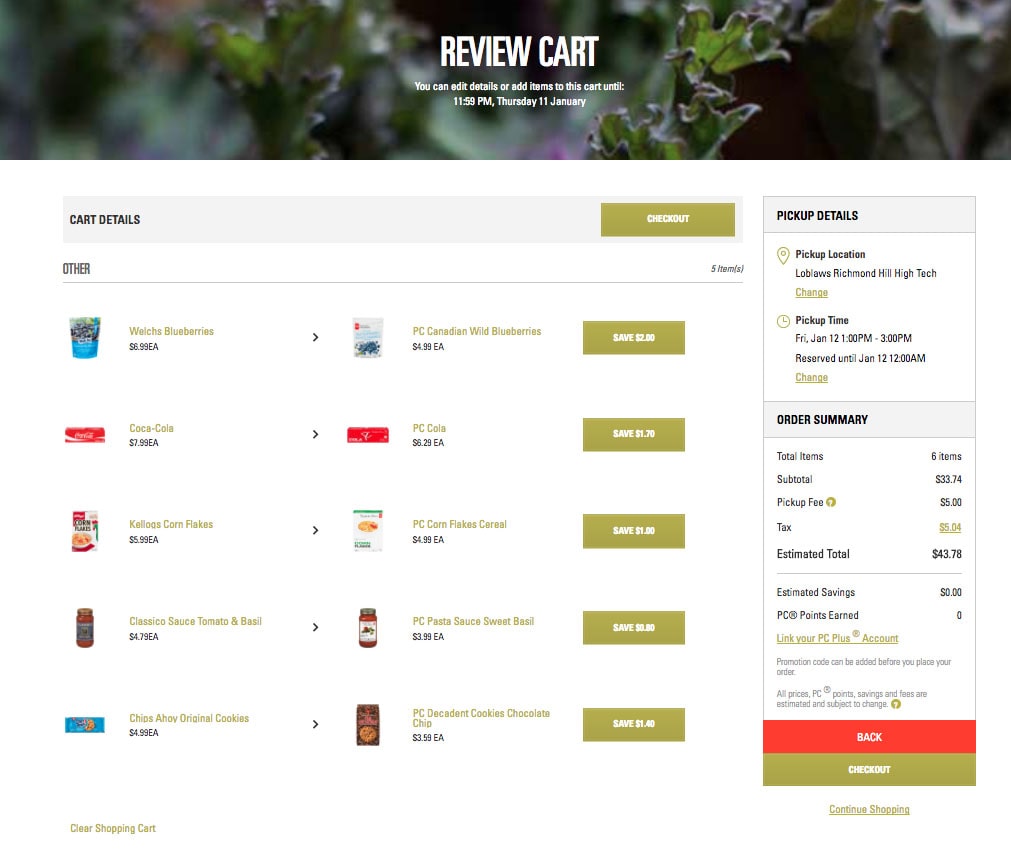 REVIEW CART
You can edit details or add items to this cart until:
11:59 PM, Thursday 11 January
CART DETAILS
CHECKOUT
OTHER
5 Item(s)
Welchs Blueberries
$6.99EA
PC Canadian Wild Blueberries
$4.99 EA
SAVE $2.00
Coca-Cola
$7.99EA
PC Cola
$6.29 EA
SAVE $1.70
Kelloqs Corn Flakes
$5.99EA
PC Corn Flakes Cereal
$4.99 EA
SAVE $1.00
CORN
FLAKES
Classico Sauce Tomato & Basil
$4.79EA
PC Pasta Sauce Sweet Basil
$3.99 EA
SAVE $0.80
Chips Ahoy Original Cookies
$4.99EA
PC Decadent Cookies Chocolate
Chip
$3.59 EA
SAVE $1.40
Clear Shopping Cart
PICKUP DETAILS
Pickup Location
Loblaws Richmond Hill High Tech
Change
Pickup Time
Fri, Jan 12 1:00PM - 3:00PM
Reserved until Jan 12 12:00AM
Change
ORDER SUMMARY
Total Items 6 items
Subtotal $33.74
Pickup Fee ? $5.00
Tax $5.04
Estimated Total $43.78
Estimated Savings $0.00
PC® Points Earned 0
Link your PC Plus ® Account
Promotion code can be added before you place your
order.
All prices, PC ® points, savings and fees are
estimated and subject to change. ?
BACK
CHECKOUT
Continue Shopping